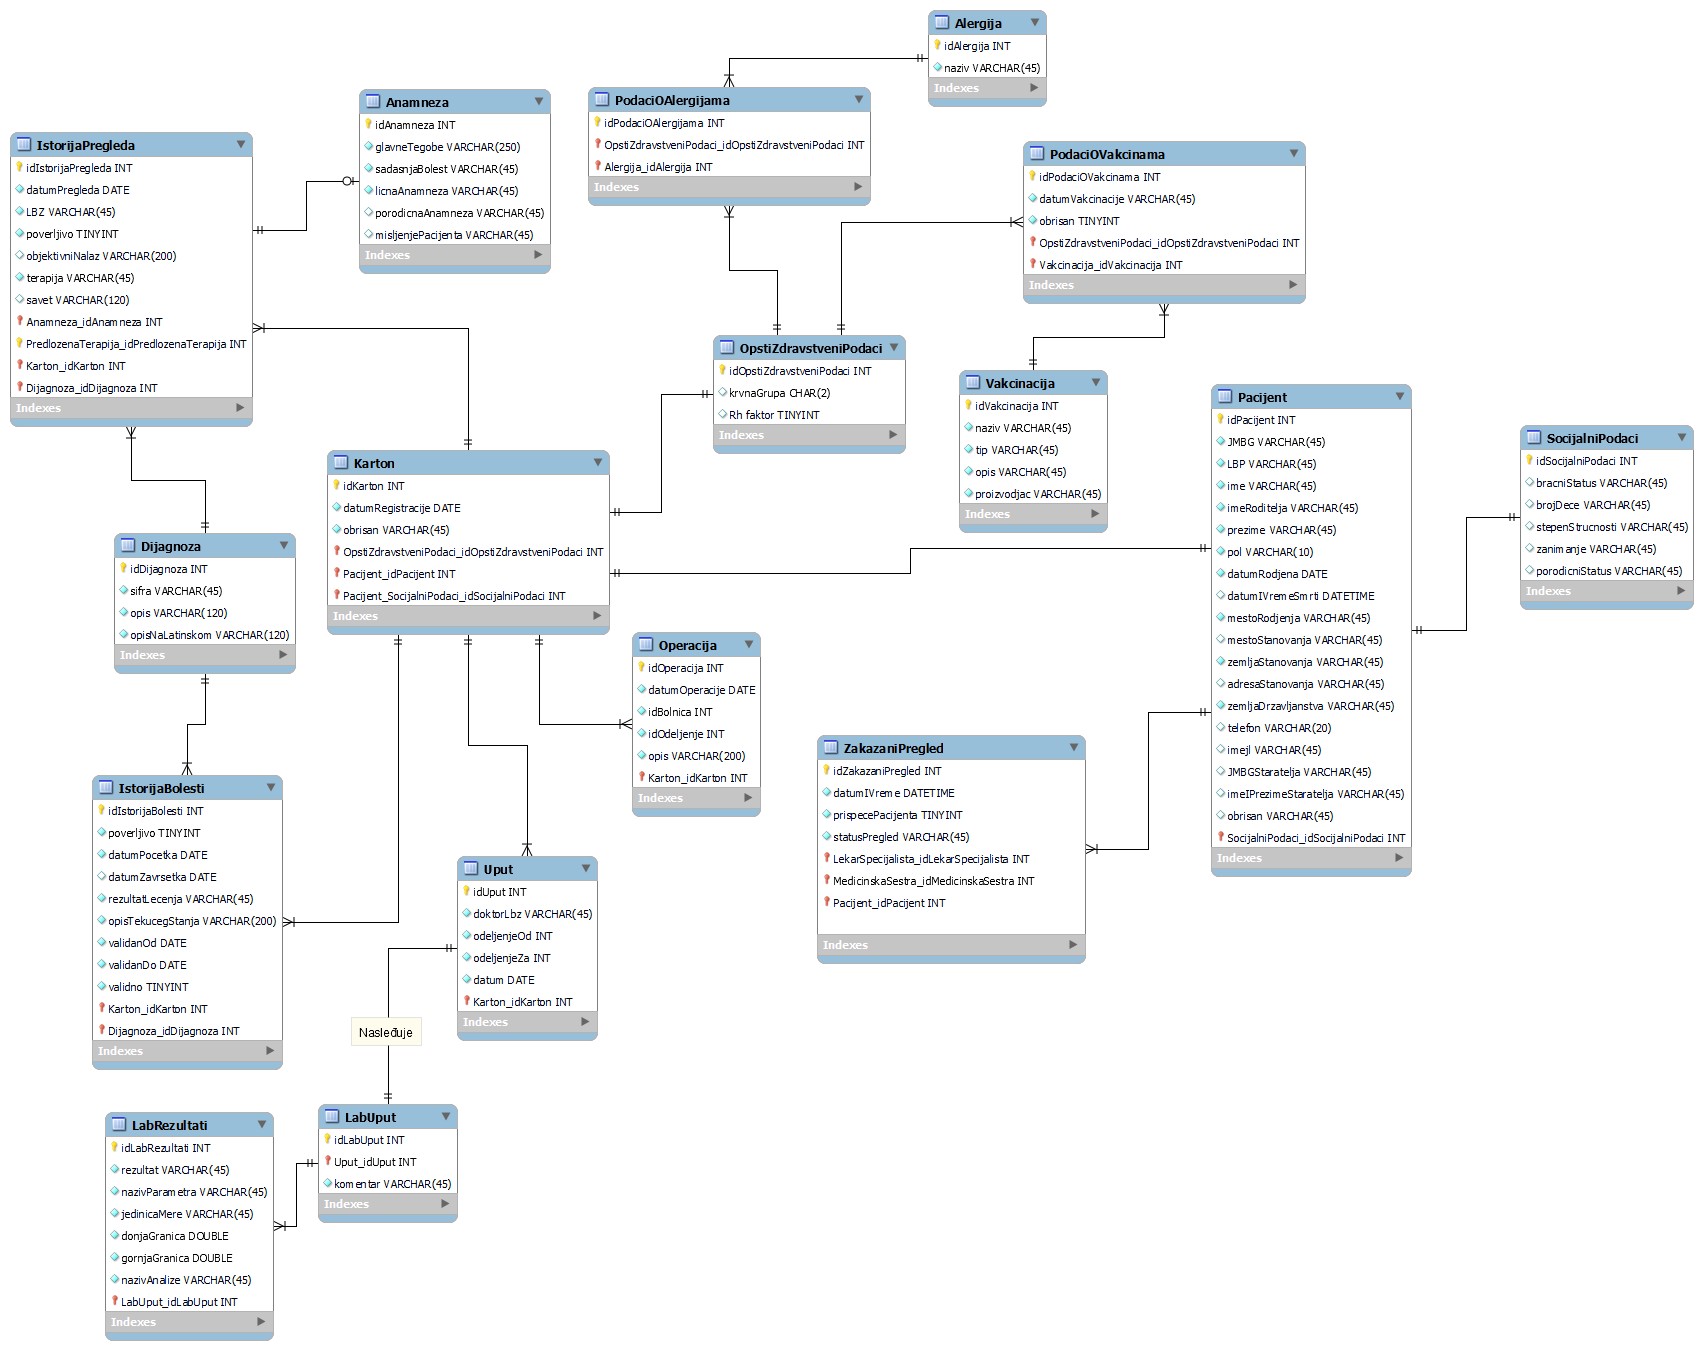 Alergija
idAlergija INT
naziv VARCHAR(45)
Indexes
Anamneza
idAnamneza INT
glavneTegobe VARCHAR(250)
sadasnjaBolest VARCHAR(45)
licnaAnamneza VARCHAR(45)
porodicnaAnamneza VARCHAR(45)
misljenjePacijenta VARCHAR(45)
Indexes
PodaciOAlergijama
idPodaciOAlergijama INT
OpstiZdravstveniPodaci_idOpstiZdravstveniPodaci INT
Alergija_idAlergija INT
Indexes
IstorijaPregleda
idIstorijaPregleda INT
datumPregleda DATE
LBZ VARCHAR(45)
poverljivo TINYINT
objektivniNalaz VARCHAR(200)
terapija VARCHAR(45)
savet VARCHAR(120)
Anamneza_idAnamneza INT
PredlozenaTerapija_idPredlozenaTerapija INT
Karton_idKarton INT
Dijagnoza_idDijagnoza INT
Indexes
PodaciOVakcinama
idPodaciOVakcinama INT
datumVakcinacije VARCHAR(45)
obrisan TINYINT
OpstiZdravstveniPodaci_idOpstiZdravstveniPodaci INT
Vakcinacija_idVakcinacija INT
Indexes
OpstiZdravstveniPodaci
idOpstiZdravstveniPodaci INT
krvnaGrupa CHAR(2)
Rh faktor TINYINT
Indexes
Vakcinacija
idVakcinacija INT
naziv VARCHAR(45)
tip VARCHAR(45)
opis VARCHAR(45)
proizvodjac VARCHAR(45)
Indexes
Pacijent
idPacijent INT
JMBG VARCHAR(45)
LBP VARCHAR(45)
ime VARCHAR(45)
imeRoditelja VARCHAR(45)
prezime VARCHAR(45)
pol VARCHAR(10)
datumRodjena DATE
datumIVremeSmrti DATETIME
mestoRodjenja VARCHAR(45)
mestoStanovanja VARCHAR(45)
zemljaStanovanja VARCHAR(45)
adresaStanovanja VARCHAR(45)
zemljaDrzavljanstva VARCHAR(45)
telefon VARCHAR(20)
imejl VARCHAR(45)
JMBGStaratelja VARCHAR(45)
imeIPrezimeStaratelja VARCHAR(45)
obrisan VARCHAR(45)
SocijalniPodaci_idSocijalniPodaci INT
Indexes
SocijalniPodaci
idSocijalniPodaci INT
bracniStatus VARCHAR(45)
brojDece VARCHAR(45)
stepenStrucnosti VARCHAR(45)
zanimanje VARCHAR(45)
porodicniStatus VARCHAR(45)
Indexes
Karton
idKarton INT
datumRegistracije DATE
obrisan VARCHAR(45)
OpstiZdravstveniPodaci_idOpstiZdravstveniPodaci INT
Pacijent_idPacijent INT
Pacijent_SocijalniPodaci_idSocijalniPodaci INT
Indexes
Dijagnoza
idDijagnoza INT
sifra VARCHAR(45)
opis VARCHAR(120)
opisNaLatinskom VARCHAR(120)
Indexes
Operacija
idOperacija INT
datumOperacije DATE
idBolnica INT
idOdeljenje INT
opis VARCHAR(200)
Karton_idKarton INT
Indexes
ZakazaniPregled
idZakazaniPregled INT
datumIVreme DATETIME
prispecePacijenta TINYINT
statusPregled VARCHAR(45)
LekarSpecijalista_idLekarSpecijalista INT
MedicinskaSestra_idMedicinskaSestra INT
Pacijent_idPacijent INT
Indexes
IstorijaBolesti
idIstorijaBolesti INT
poverljivo TINYINT
datumPocetka DATE
datumZavrsetka DATE
rezultatLecenja VARCHAR(45)
opisTekucegStanja VARCHAR(200)
validanOd DATE
validanDo DATE
validno TINYINT
Karton_idKarton INT
Dijagnoza_idDijagnoza INT
Indexes
Uput
idUput INT
doktorLbz VARCHAR(45)
odeljenjeOd INT
odeljenjeZa INT
datum DATE
Karton_idKarton INT
Indexes
Nasleđuje
LabUput
idLabUput INT
Uput_idUput INT
komentar VARCHAR(45)
Indexes
LabRezultati
idLabRezultati INT
rezultat VARCHAR(45)
nazivParametra VARCHAR(45)
jedinicaMere VARCHAR(45)
donjaGranica DOUBLE
gornjaGranica DOUBLE
nazivAnalize VARCHAR(45)
LabUput_idLabUput INT
Indexes